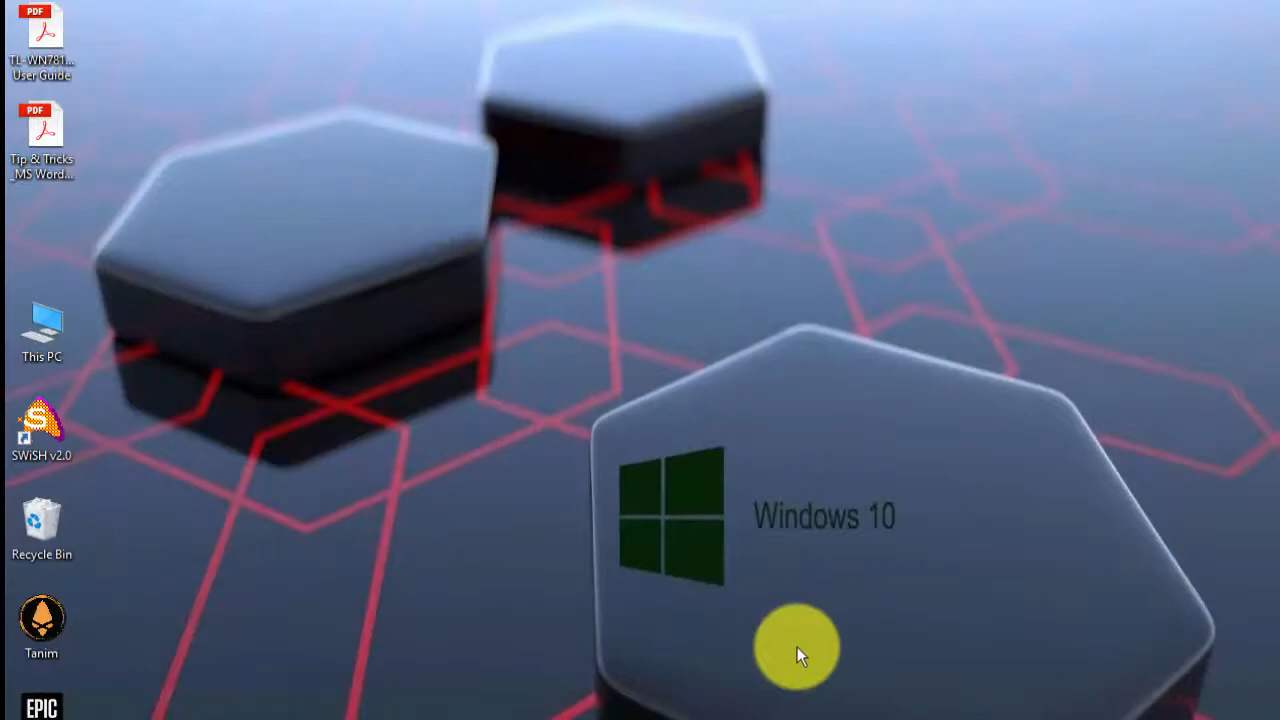 PDF
TL-WN781...
User Guide
PDF
Tip & Tricks
_MS Word...
This PC
S
SWiSH v2.0
Recycle Bin
Tanim
EPIC
Windows 10